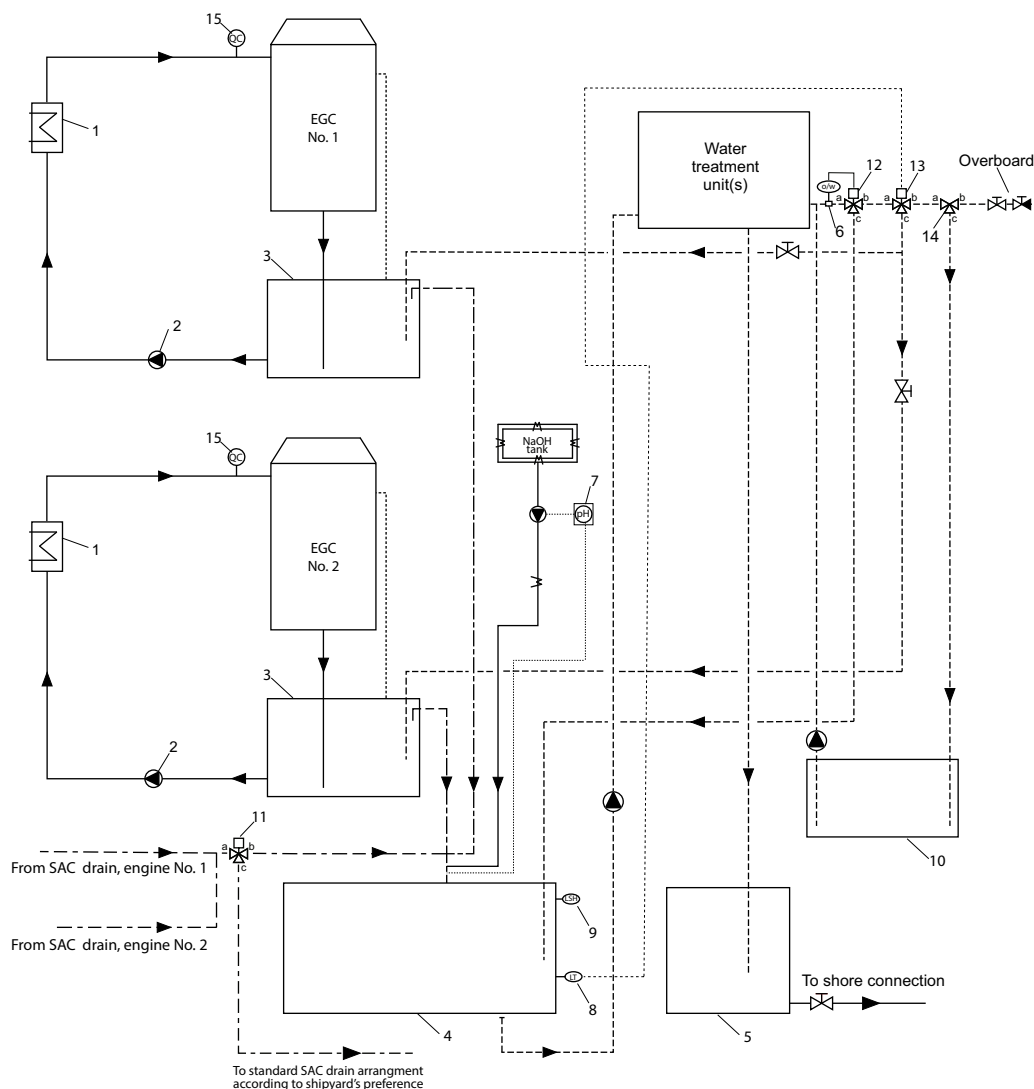 15
QC
EGC
No. 1
1
3
2
Water
treatment
unit(s)
12
13
Overboard
o/w
a
b
c
a
b
c
a
b
c
6
14
15
QC
EGC
No. 2
1
3
2
NaOH
tank
7
pH
11
a
b
c
From SAC drain, engine No. 1
From SAC drain, engine No. 2
LSH
9
LT
8
4
10
To shore connection
5
To standard SAC drain arrangment
according to shipyard's preference